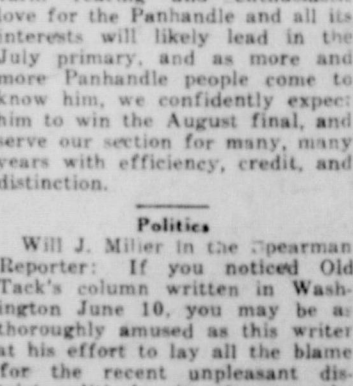 love for the Panhandle and all its
interests will likely lead in the
July primary, and as more and
more Panhandle people come to
know him, we confidently expect
him to win the August final, and
serve our section for many, many
years with efficiency, credit, and
distinction.
Politics
Will J. Miller in the Spearman
Reporter: If you noticed Old
Tack's column written in Wash-
ington June 10, you may be as
thoroughly amused as this writer
at his effort to lay all the blame
for the recent unpleasant dis-